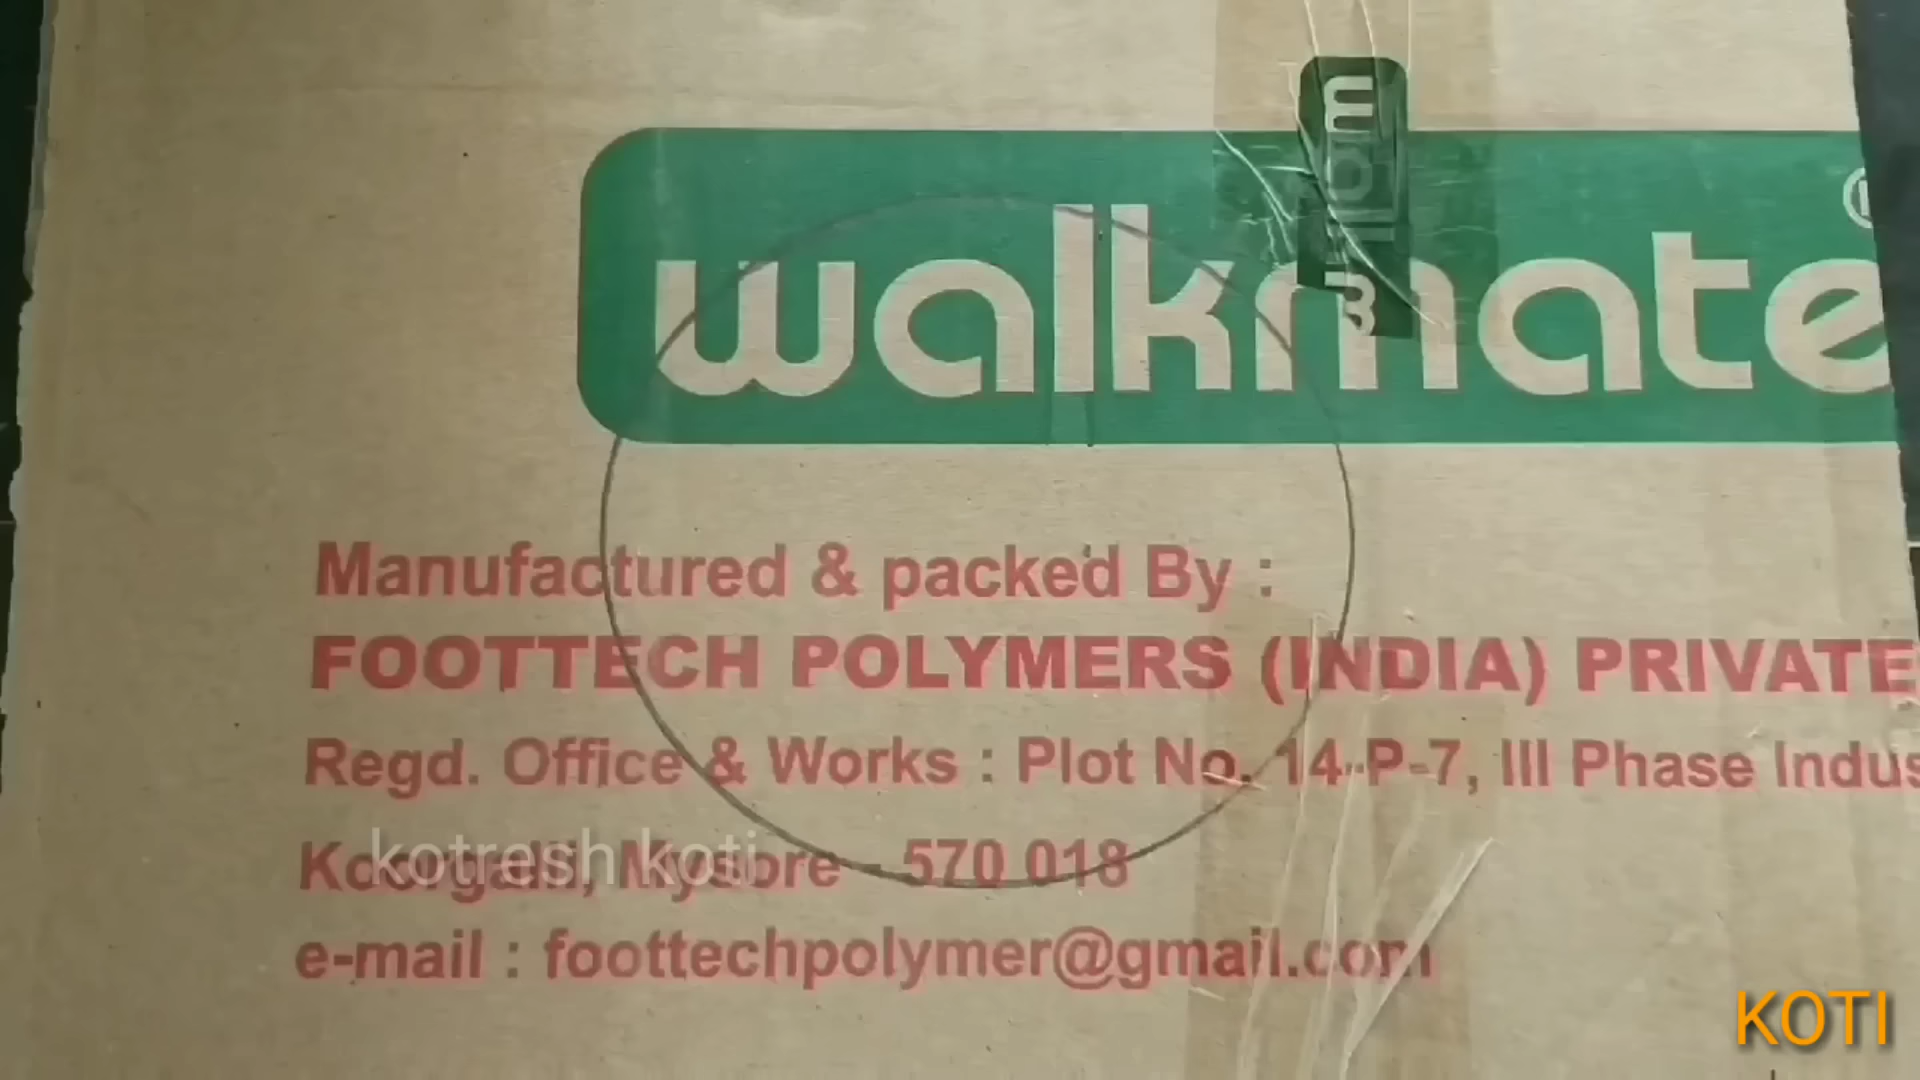 walkmate
Manufactured & packed By :
FOOTTECH POLYMERS (INDIA) PRIVATE
Regd. Office & Works : Plot No. 14-P-7, III Phase Indus
Koorgalli, Mysore - 570 018
kotresh koti
e-mail : foottechpolymer@gmail.com
KOTI